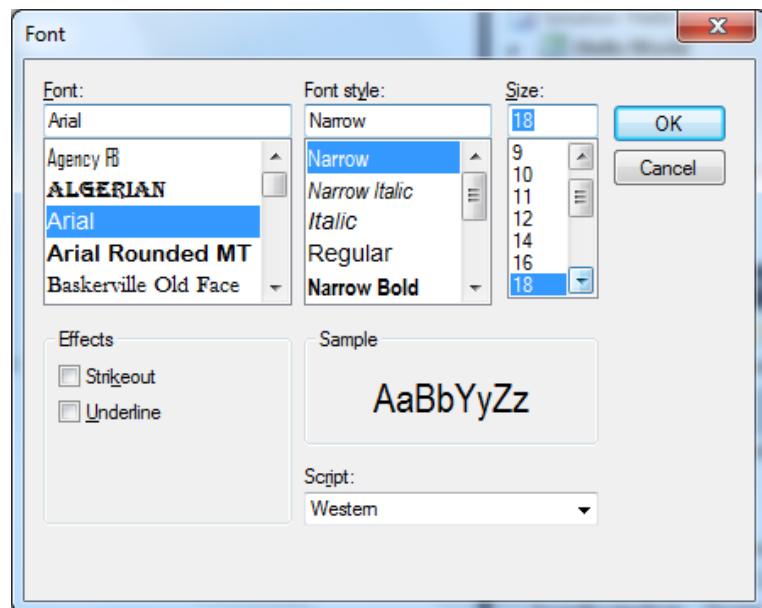 Font
Font:
Arial
Agency FB
ALGERIAN
Arial
Arial Rounded MT
Baskerville Old Face
Font style:
Narrow
Narrow
Narrow Italic
Italic
Regular
Narrow Bold
Size:
18
9
10
11
12
14
16
18
OK
Cancel
Effects
Strikeout
Underline
Sample
AaBbYyZz
Script:
Western